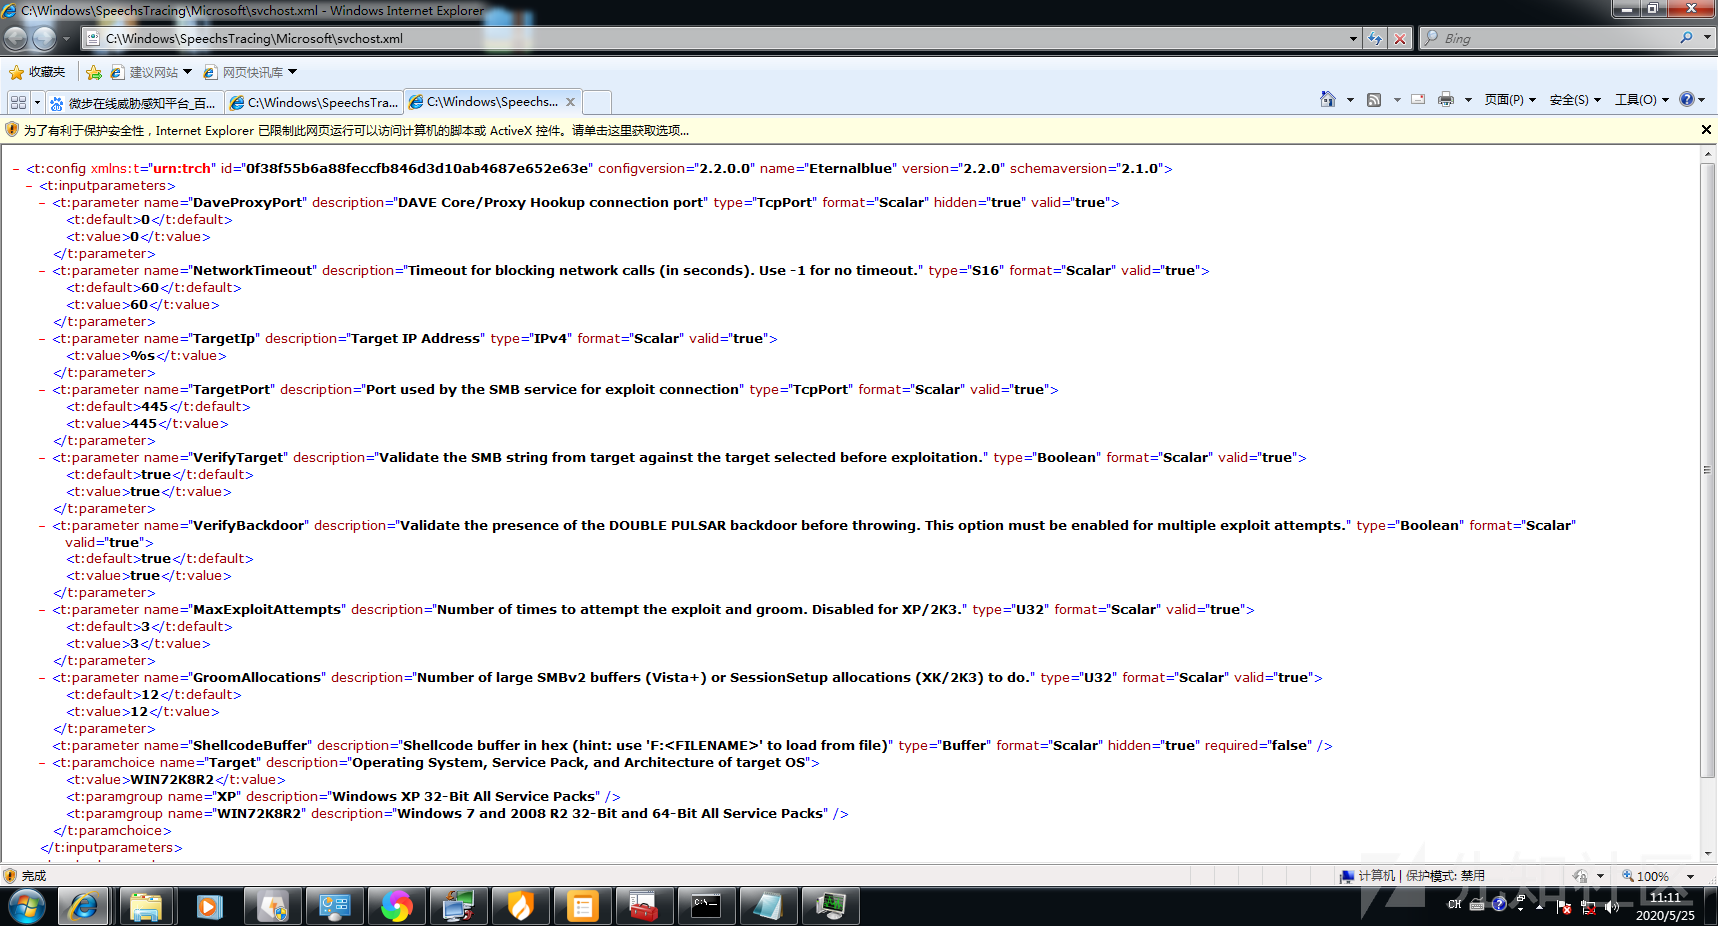 C:\Windows\SpeechsTracing\Microsoft\svchost.xml - Windows Internet Explorer
C:\Windows\SpeechsTracing\Microsoft\svchost.xml
Bing
收藏夹
建议网站
网页快讯库
微步在线威胁感知平台_百...
C:\Windows\SpeechsTra...
C:\Windows\Speechs...
页面(P)
安全(S)
工具(O)
为了有利于保护安全性，Internet Explorer 已限制此网页运行可以访问计算机的脚本或 ActiveX 控件。请单击这里获取选项...
- <t:config xmlns:t="urn:trch" id="0f38f55b6a88feccfb846d3d10ab4687e652e63e" configversion="2.2.0.0" name="Eternalblue" version="2.2.0" schemaversion="2.1.0">
- <t:inputparameters>
- <t:parameter name="DaveProxyPort" description="DAVE Core/Proxy Hookup connection port" type="TcpPort" format="Scalar" hidden="true" valid="true">
<t:default>0</t:default>
<t:value>0</t:value>
</t:parameter>
- <t:parameter name="NetworkTimeout" description="Timeout for blocking network calls (in seconds). Use -1 for no timeout." type="S16" format="Scalar" valid="true">
<t:default>60</t:default>
<t:value>60</t:value>
</t:parameter>
- <t:parameter name="TargetIp" description="Target IP Address" type="IPv4" format="Scalar" valid="true">
<t:value>%s</t:value>
</t:parameter>
- <t:parameter name="TargetPort" description="Port used by the SMB service for exploit connection" type="TcpPort" format="Scalar" valid="true">
<t:default>445</t:default>
<t:value>445</t:value>
</t:parameter>
- <t:parameter name="VerifyTarget" description="Validate the SMB string from target against the target selected before exploitation." type="Boolean" format="Scalar" valid="true">
<t:default>true</t:default>
<t:value>true</t:value>
</t:parameter>
- <t:parameter name="VerifyBackdoor" description="Validate the presence of the DOUBLE PULSAR backdoor before throwing. This option must be enabled for multiple exploit attempts." type="Boolean" format="Scalar"
valid="true">
<t:default>true</t:default>
<t:value>true</t:value>
</t:parameter>
- <t:parameter name="MaxExploitAttempts" description="Number of times to attempt the exploit and groom. Disabled for XP/2K3." type="U32" format="Scalar" valid="true">
<t:default>3</t:default>
<t:value>3</t:value>
</t:parameter>
- <t:parameter name="GroomAllocations" description="Number of large SMBv2 buffers (Vista+) or SessionSetup allocations (XK/2K3) to do." type="U32" format="Scalar" valid="true">
<t:default>12</t:default>
<t:value>12</t:value>
</t:parameter>
<t:parameter name="ShellcodeBuffer" description="Shellcode buffer in hex (hint: use 'F:<FILENAME>' to load from file)" type="Buffer" format="Scalar" hidden="true" required="false" />
- <t:paramchoice name="Target" description="Operating System, Service Pack, and Architecture of target OS">
<t:value>WIN72K8R2</t:value>
<t:paramgroup name="XP" description="Windows XP 32-Bit All Service Packs" />
<t:paramgroup name="WIN72K8R2" description="Windows 7 and 2008 R2 32-Bit and 64-Bit All Service Packs" />
</t:paramchoice>
</t:inputparameters>
完成
计算机 | 保护模式: 禁用
100%
先知社区
C:\
CH
11:11
2020/5/25